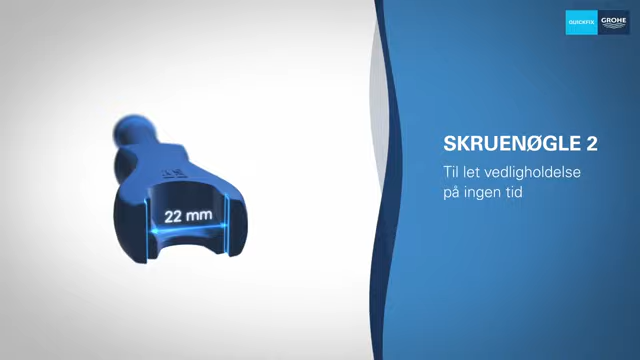 QUICKFIX
GROHE
SKRUENØGLE 2
Til let vedligholdelse
på ingen tid
22 mm